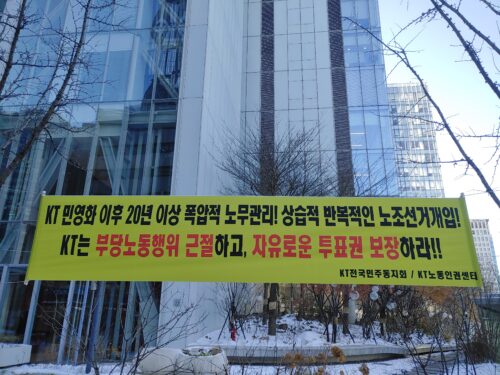 KT 민영화 이후 20년 이상 폭압적 노무관리! 상습적 반복적인 노조선거개입!
KT는 부당노동행위 근절하고, 자유로운 투표권 보장하라!!
KT전국민주동지회 / KT노동인권센터